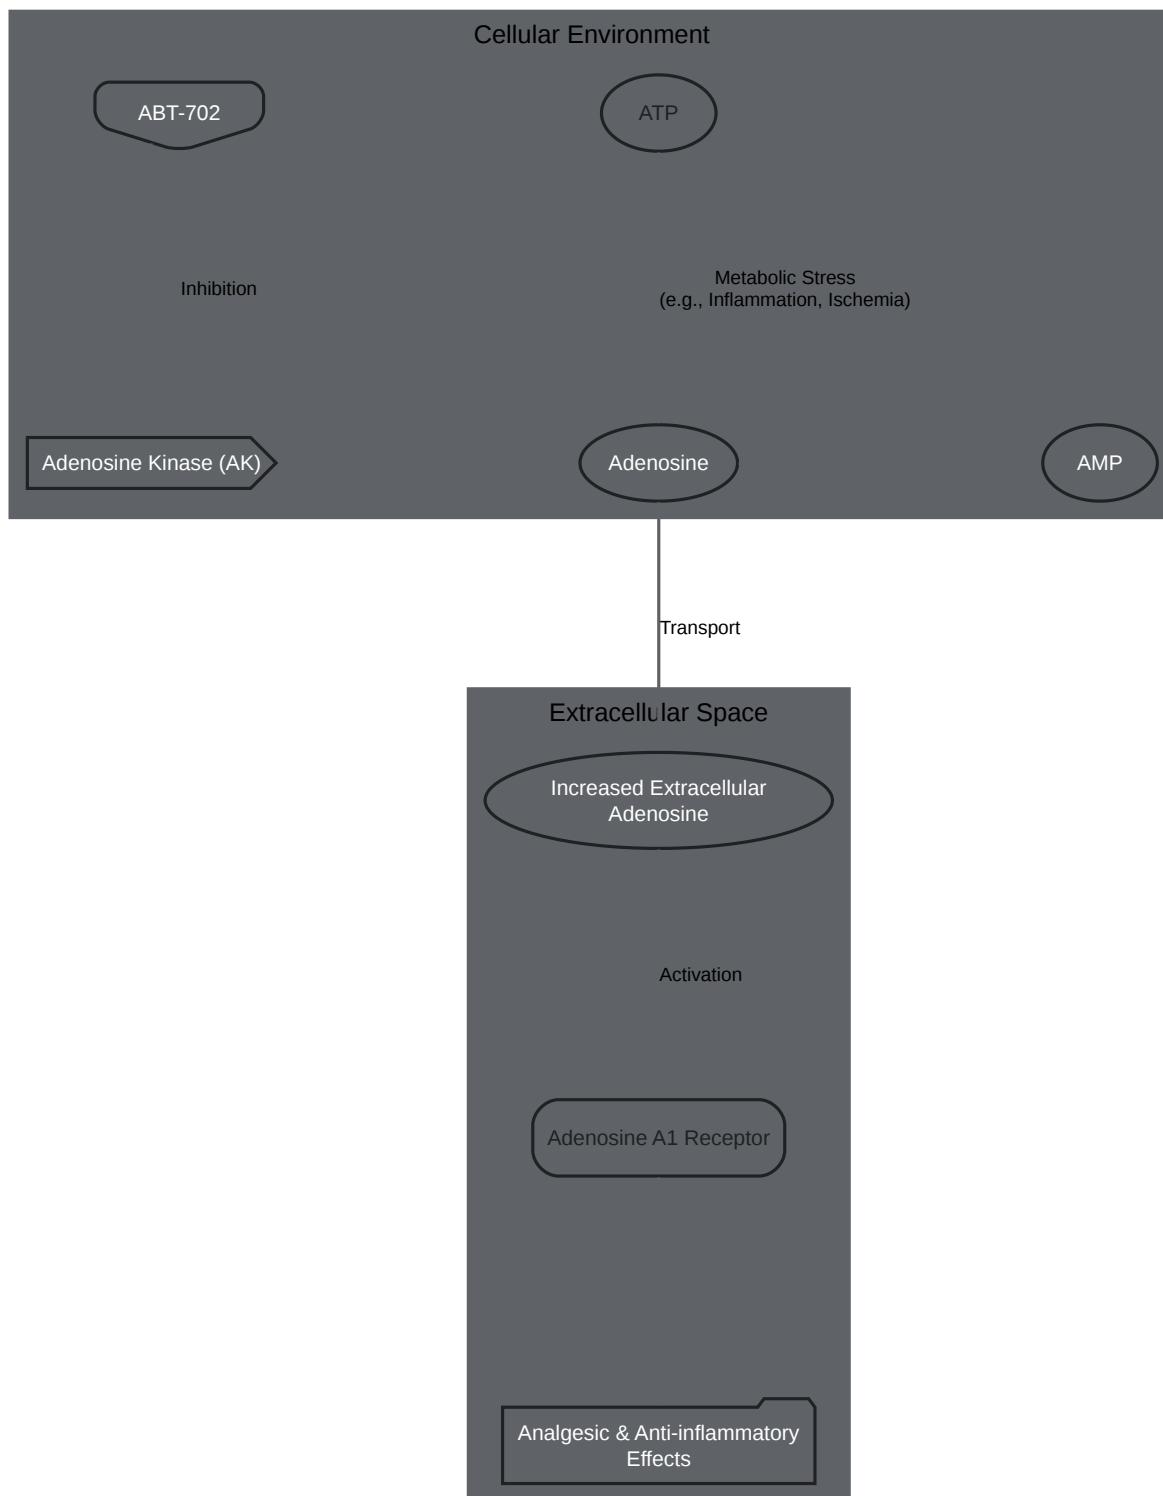 Cellular Environment
ABT-702
ATP
Inhibition
Metabolic Stress
(e.g., Inflammation, Ischemia)
Adenosine Kinase (AK)
Adenosine
AMP
Transport
Extracellular Space
Increased Extracellular
Adenosine
Activation
Adenosine A1 Receptor
Analgesic & Anti-inflammatory
Effects